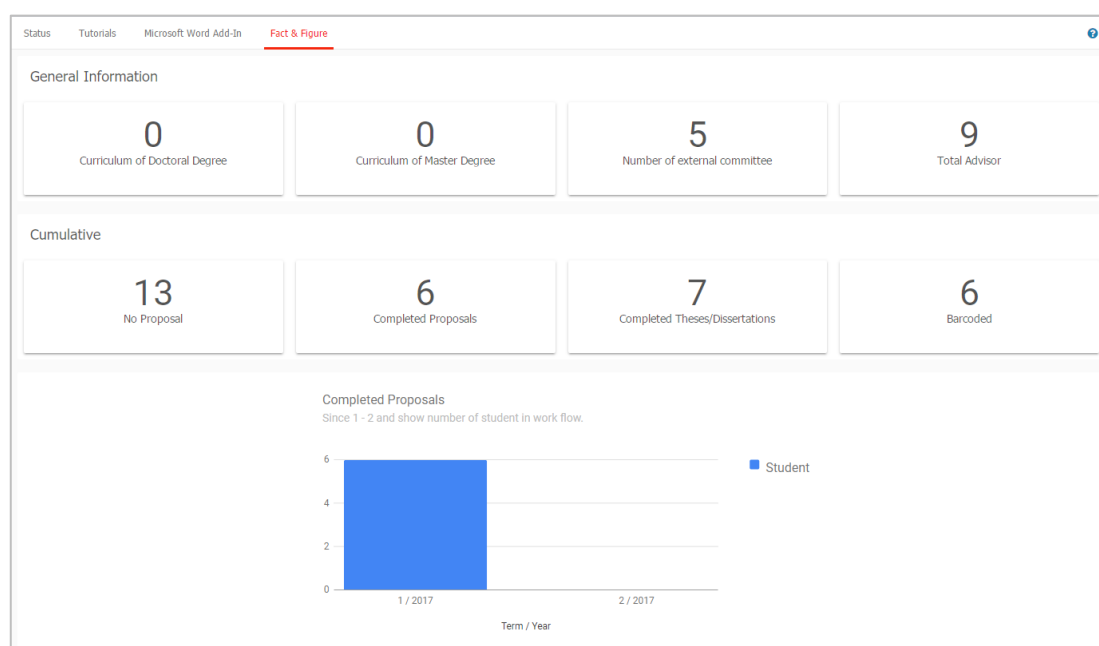 Status Tutorials Microsoft Word Add-In Fact & Figure ?
General Information
0 0 5 9
Curriculum of Doctoral Degree Curriculum of Master Degree Number of external committee Total Advisor
Cumulative
13 6 7 6
No Proposal Completed Proposals Completed Theses/Dissertations Barcoded
Completed Proposals
Since 1 - 2 and show number of student in work flow.
6
Student
4
2
0
1 / 2017 2 / 2017
Term / Year